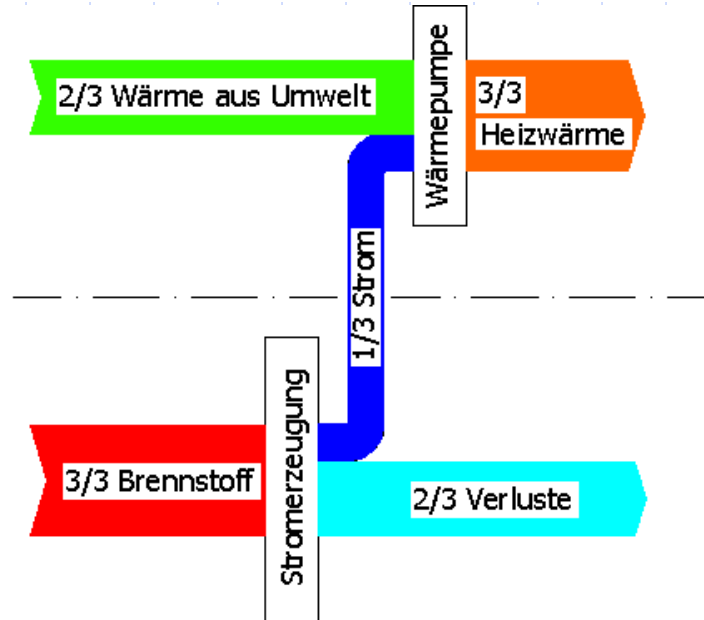 2/3 Wärme aus Umwelt
Wärmepumpe
3/3
Heizwärme
1/3 Strom
3/3 Brennstoff
Stromerzeugung
2/3 Verluste